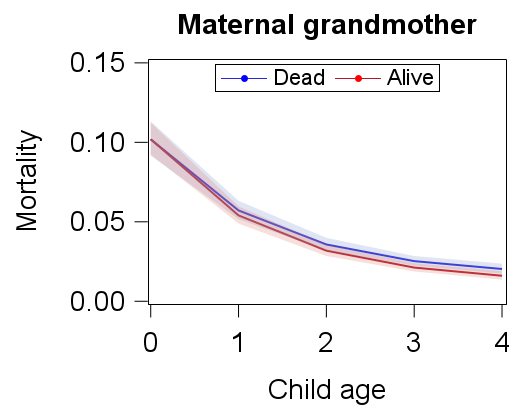 Maternal grandmother
Dead Alive
0.15
0.10
0.05
0.00
Mortality
0 1 2 3 4
Child age